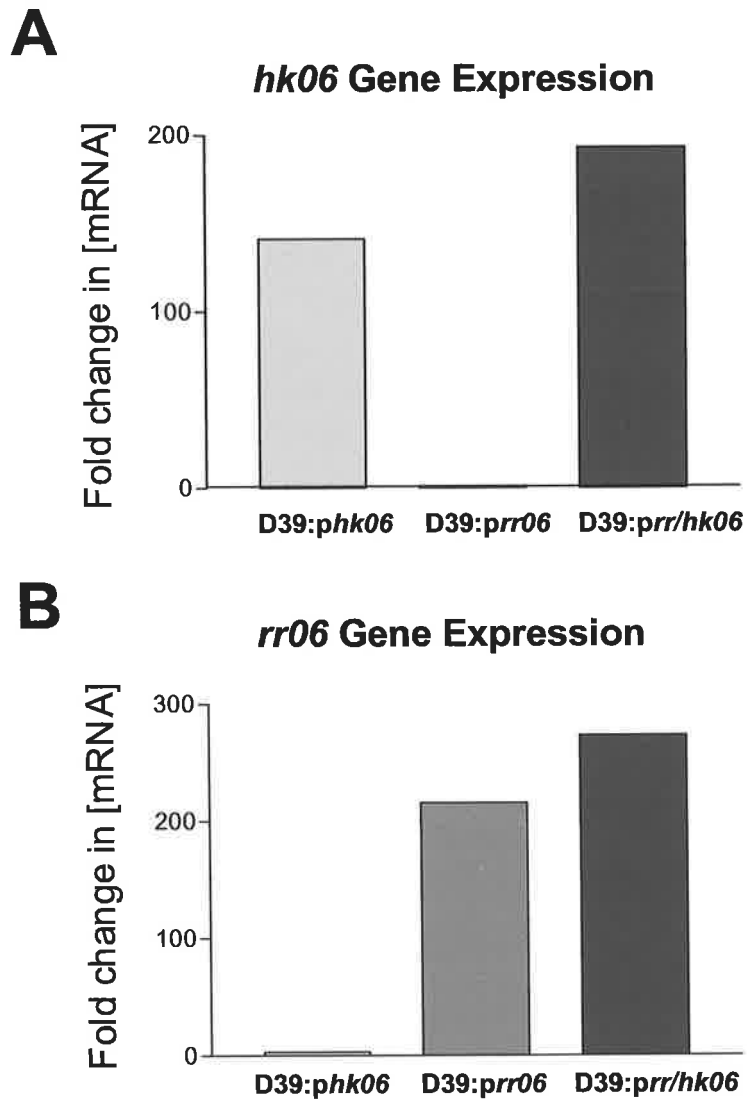 A
hk06 Gene Expression
Fold change in [mRNA]
200
100
0
D39:phk06 D39:prr06 D39:prr/hk06
B
rr06 Gene Expression
Fold change in [mRNA]
300
200
100
0
D39:phk06 D39:prr06 D39:prr/hk06